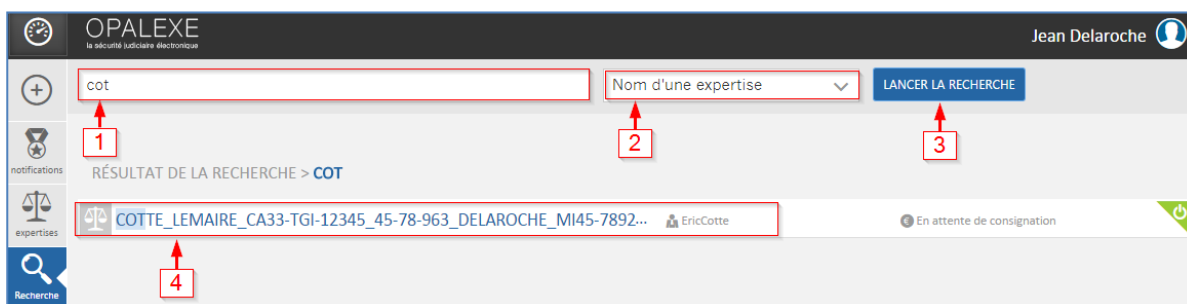 OPALEXE
la sécurité judiciaire électronique
Jean Delaroche
cot
Nom d'une expertise
LANCER LA RECHERCHE
1
2
3
notifications
RÉSULTAT DE LA RECHERCHE > COT
expertises
COTTE_LEMAIRE_CA33-TGI-12345_45-78-963_DELAROCHE_MI45-7892...
EricCotte
En attente de consignation
4
Recherche